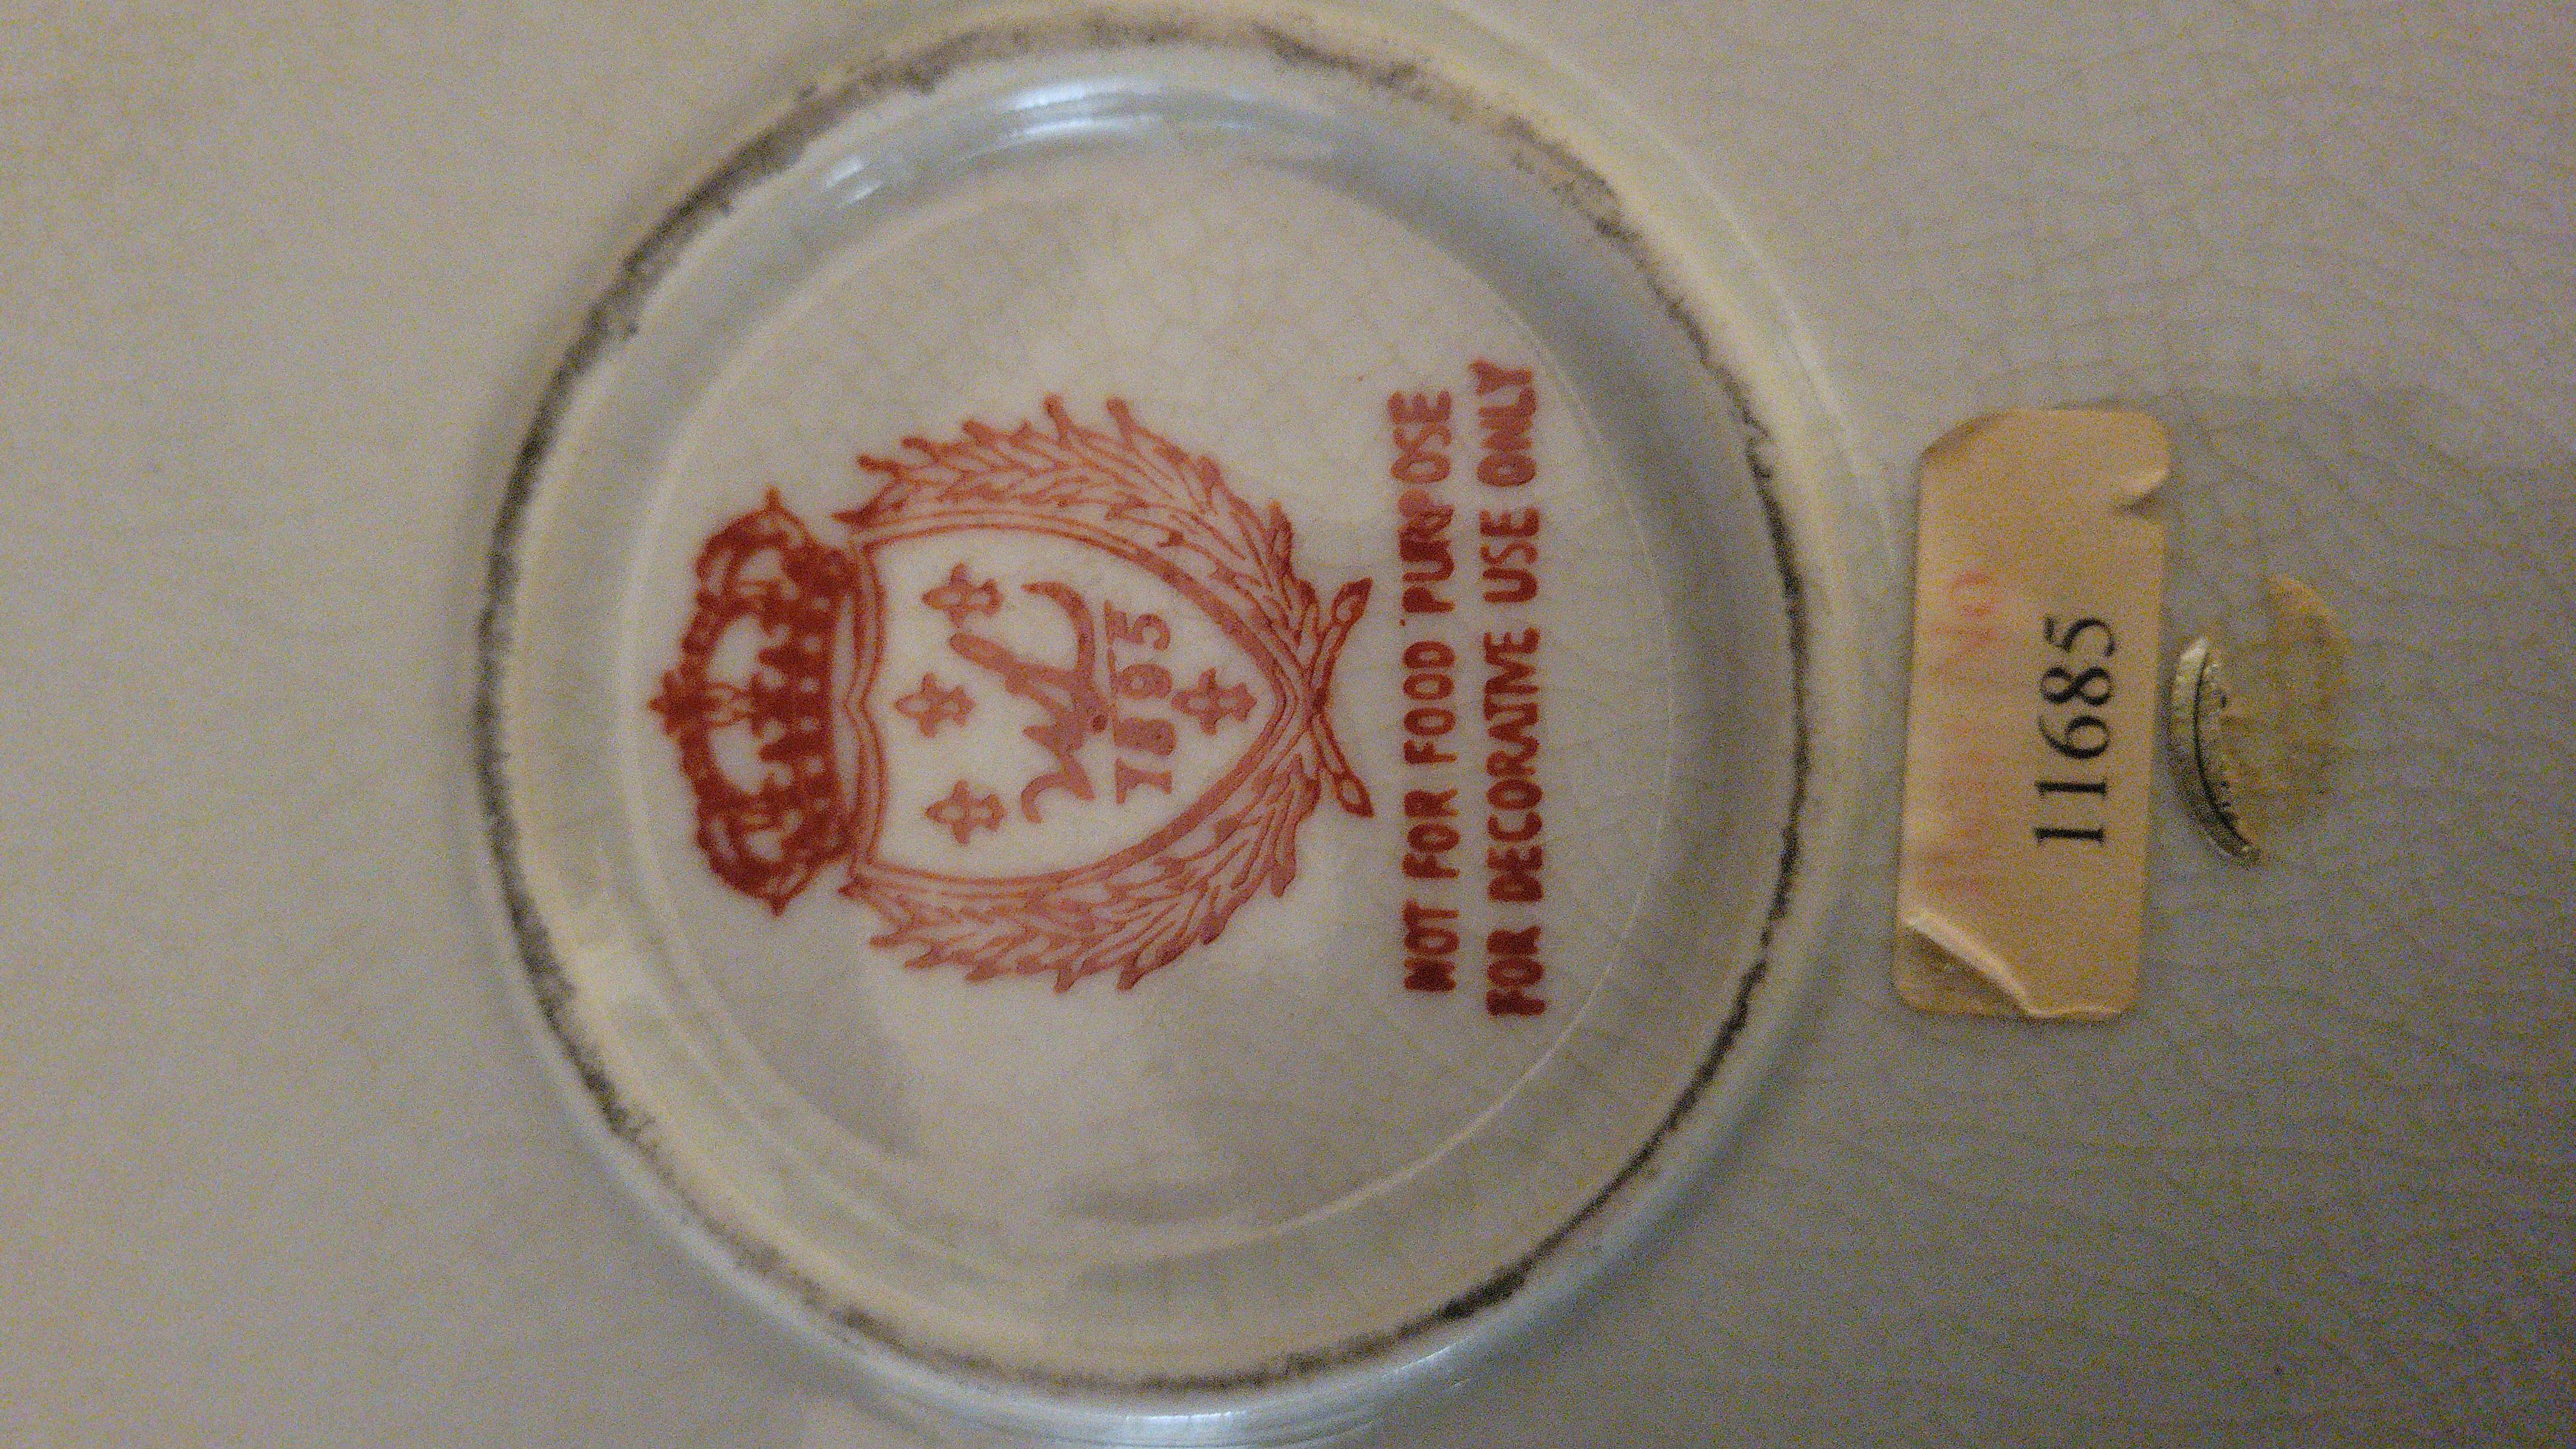 1895
NOT FOR FOOD PURPOSE
FOR DECORATIVE USE ONLY
11685